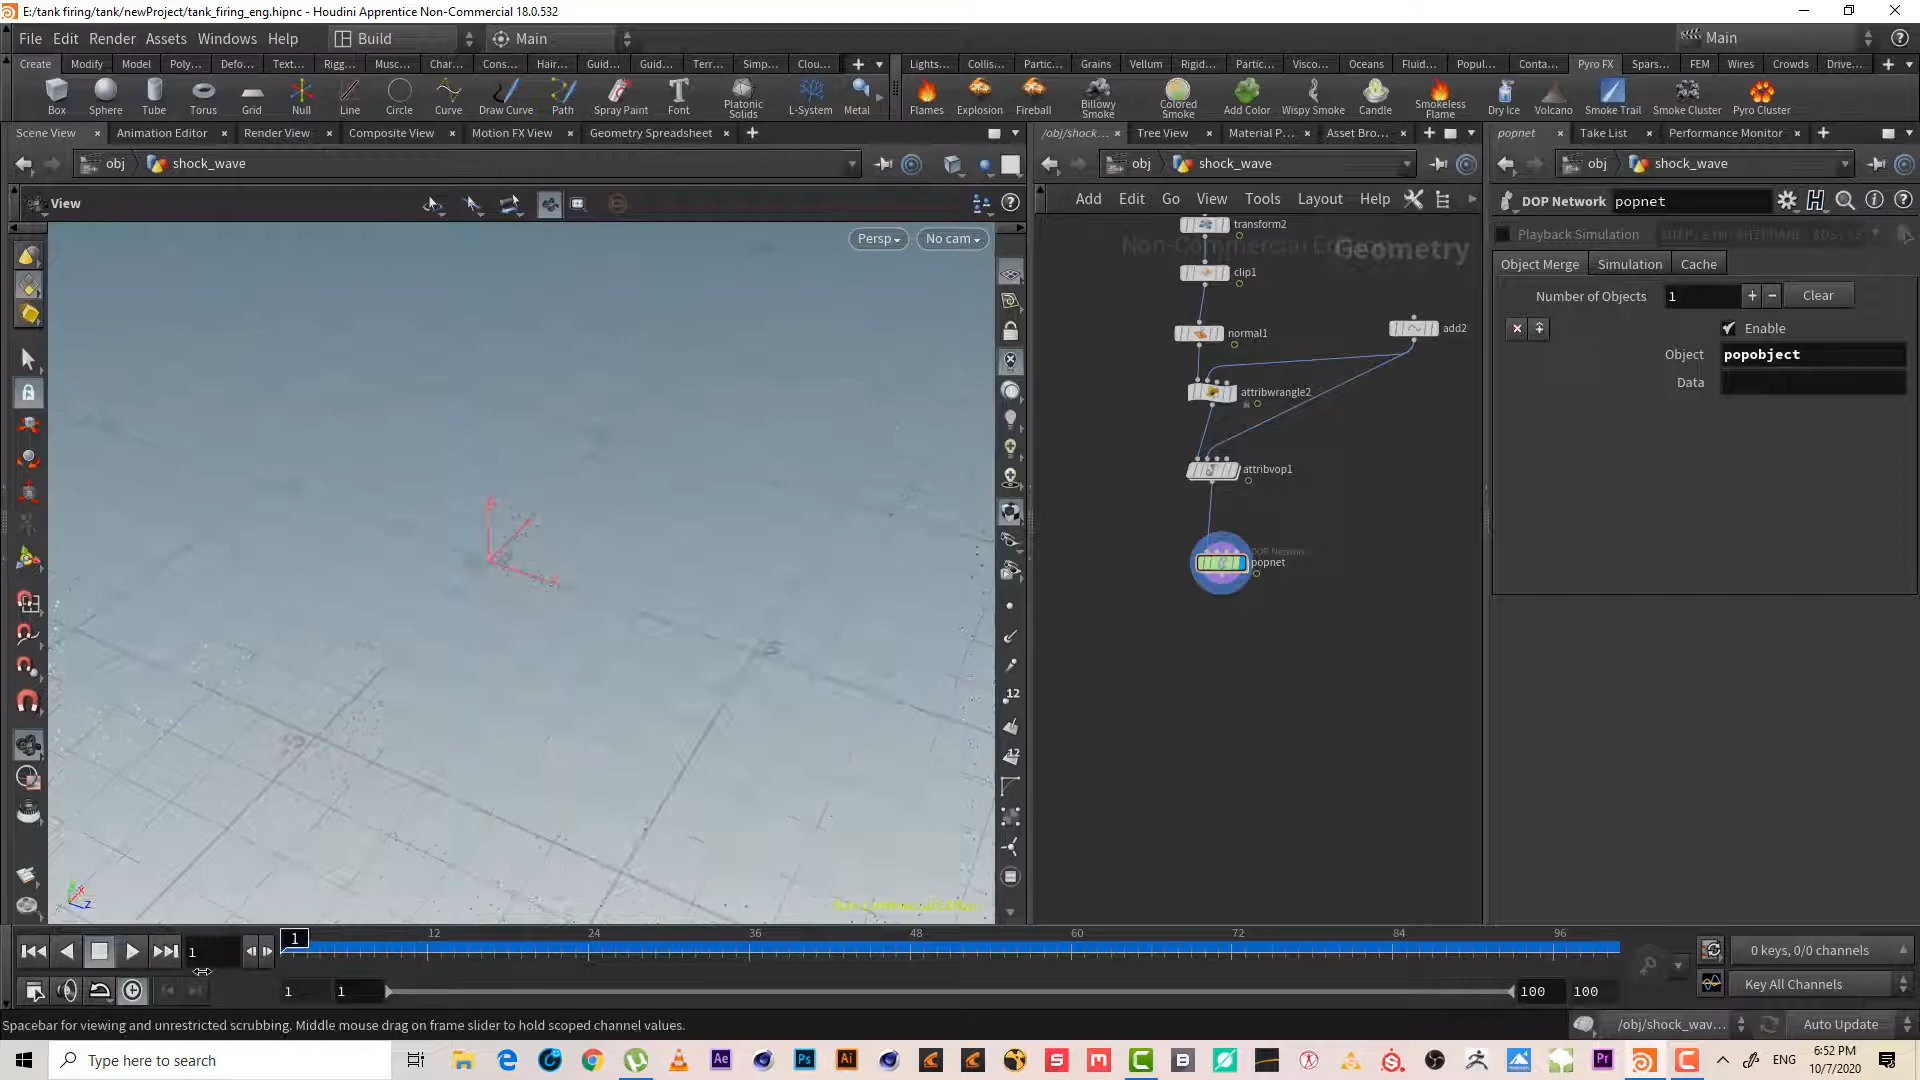 E:/tank firing/tank/newProject/tank_firing_eng.hipnc - Houdini Apprentice Non-Commercial 18.0.532
File Edit Render Assets Windows Help Build Main Main
Create Modify Model Poly... Defo... Text... Rigg... Musc... Char... Cons... Hair... Guid... Guid... Terr... Simp... Clou... Lights... Collis... Partic... Grains Vellum Rigid... Partic... Visco... Oceans Fluid... Popul... Conta... Pyro FX Spars... FEM Wires Crowds Drive...
Box Sphere Tube Torus Grid Null Line Circle Curve Draw Curve Path Spray Paint Font Platonic Solids L-System Metal Flames Explosion Fireball Billowy Smoke Colored Smoke Add Color Wispy Smoke Candle Smokeless Flame Dry Ice Volcano Smoke Trail Smoke Cluster Pyro Cluster
Scene View Animation Editor Render View Composite View Motion FX View Geometry Spreadsheet /obj/shock... Tree View Material P... Asset Bro... popnet Take List Performance Monitor
obj shock_wave obj shock_wave obj shock_wave
View Add Edit Go View Tools Layout Help DOP Network popnet
Persp No cam
transform2
Non-Commercial Edition
Geometry
Playback Simulation
clip1
Object Merge Simulation Cache
Number of Objects 1 Clear
normal1
add2
Enable
Object popobject
Data
attribwrangle2
attribvop1
DOP Network
popnet
Z
1 1 12 24 36 48 60 72 84 96 0 keys, 0/0 channels
1 1 100 100 Key All Channels
Spacebar for viewing and unrestricted scrubbing. Middle mouse drag on frame slider to hold scoped channel values. /obj/shock_wav... Auto Update
Type here to search ENG 6:52 PM
10/7/2020